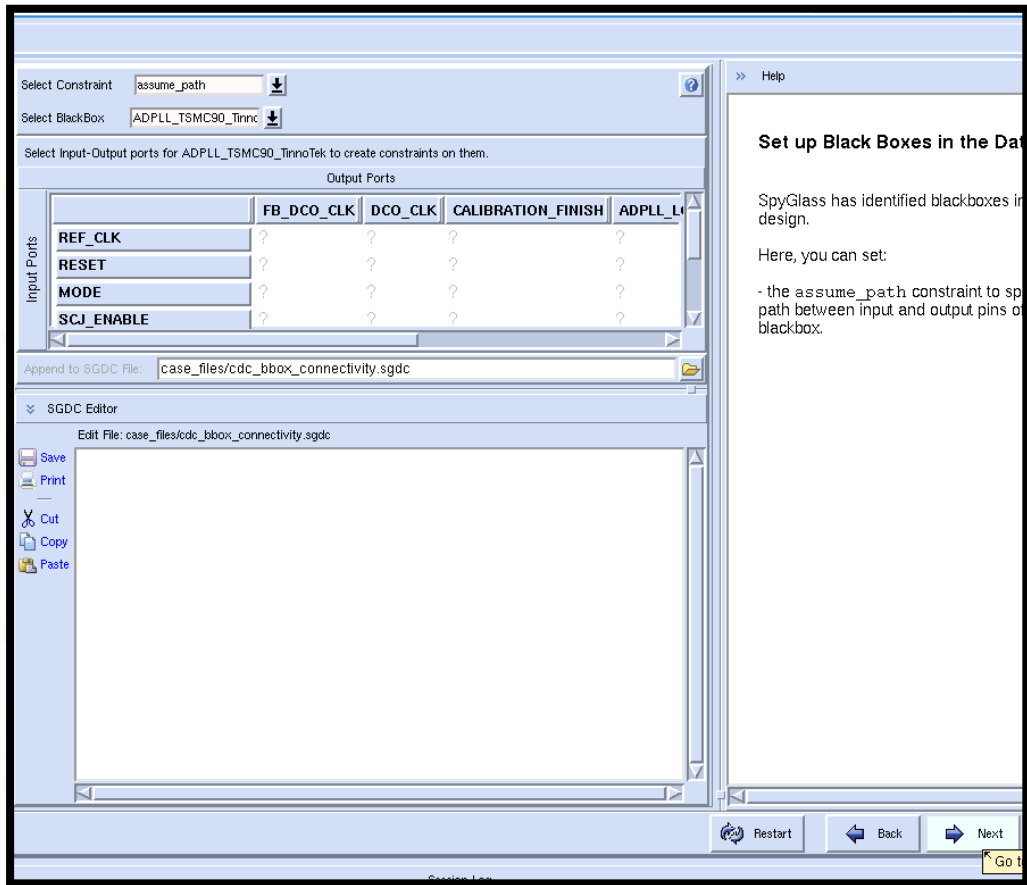 Select Constraint assume_path
Select BlackBox ADPLL_TSMC90_Tinnc
Select Input-Output ports for ADPLL_TSMC90_TinnoTek to create constraints on them.
Output Ports
Input Ports
FB_DCO_CLK DCO_CLK CALIBRATION_FINISH ADPLL_L
REF_CLK ? ? ? ?
RESET ? ? ? ?
MODE ? ? ? ?
SCJ_ENABLE ? ? ? ?
Append to SGDC File: case_files/cdc_bbox_connectivity.sgdc
SGDC Editor
Edit File: case_files/cdc_bbox_connectivity.sgdc
Save
Print
Cut
Copy
Paste
Help
Set up Black Boxes in the Dat
SpyGlass has identified blackboxes in
design.
Here, you can set:
- the assume_path constraint to sp
path between input and output pins of
blackbox.
Restart Back Next
Go t